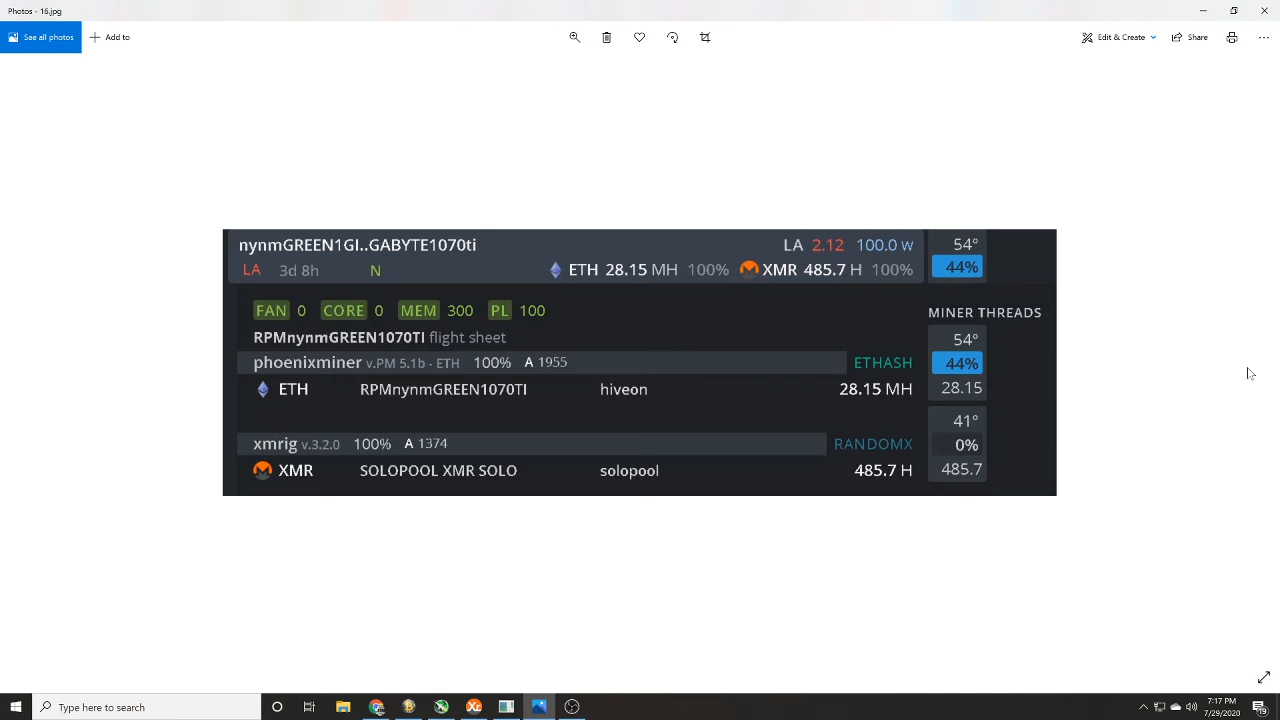 Photos - 16.jpg
See all photos Add to Edit & Create Share
nynmGREEN1GI..GABYTE1070ti LA 2.12 100.0 w 54°
LA 3d 8h N ETH 28.15 MH 100% XMR 485.7 H 100% 44%
FAN 0 CORE 0 MEM 300 PL 100
MINER THREADS
RPMnynmGREEN1070TI flight sheet 54°
phoenixminer v.PM 5.1b - ETH 100% A 1955 ETHASH 44%
ETH RPMnynmGREEN1070TI hiveon 28.15 MH 28.15
41°
xmrig v.3.2.0 100% A 1374 RANDOMX 0%
XMR SOLOPOOL XMR SOLO solopool 485.7 H 485.7
Type here to search 7:17 PM
7/29/2020